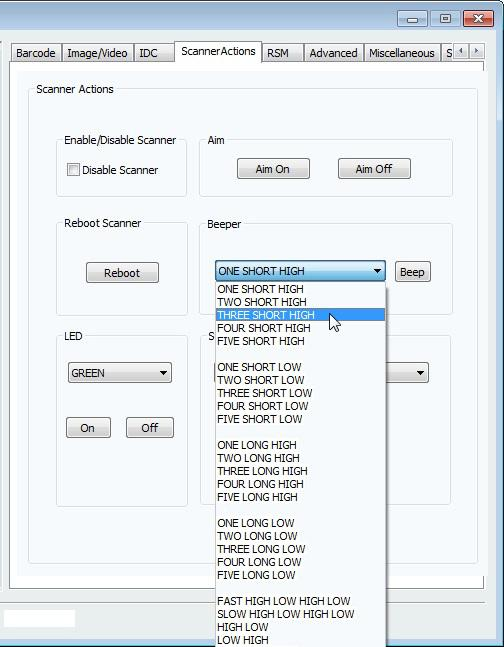 Barcode Image/Video IDC ScannerActions RSM Advanced Miscellaneous S
Scanner Actions
Enable/Disable Scanner
Disable Scanner
Aim
Aim On Aim Off
Reboot Scanner
Reboot
Beeper
ONE SHORT HIGH Beep
ONE SHORT HIGH
TWO SHORT HIGH
THREE SHORT HIGH
FOUR SHORT HIGH
FIVE SHORT HIGH
ONE SHORT LOW
TWO SHORT LOW
THREE SHORT LOW
FOUR SHORT LOW
FIVE SHORT LOW
ONE LONG HIGH
TWO LONG HIGH
THREE LONG HIGH
FOUR LONG HIGH
FIVE LONG HIGH
ONE LONG LOW
TWO LONG LOW
THREE LONG LOW
FOUR LONG LOW
FIVE LONG LOW
FAST HIGH LOW HIGH LOW
SLOW HIGH LOW HIGH LOW
HIGH LOW
LOW HIGH
LED
GREEN
On Off
S